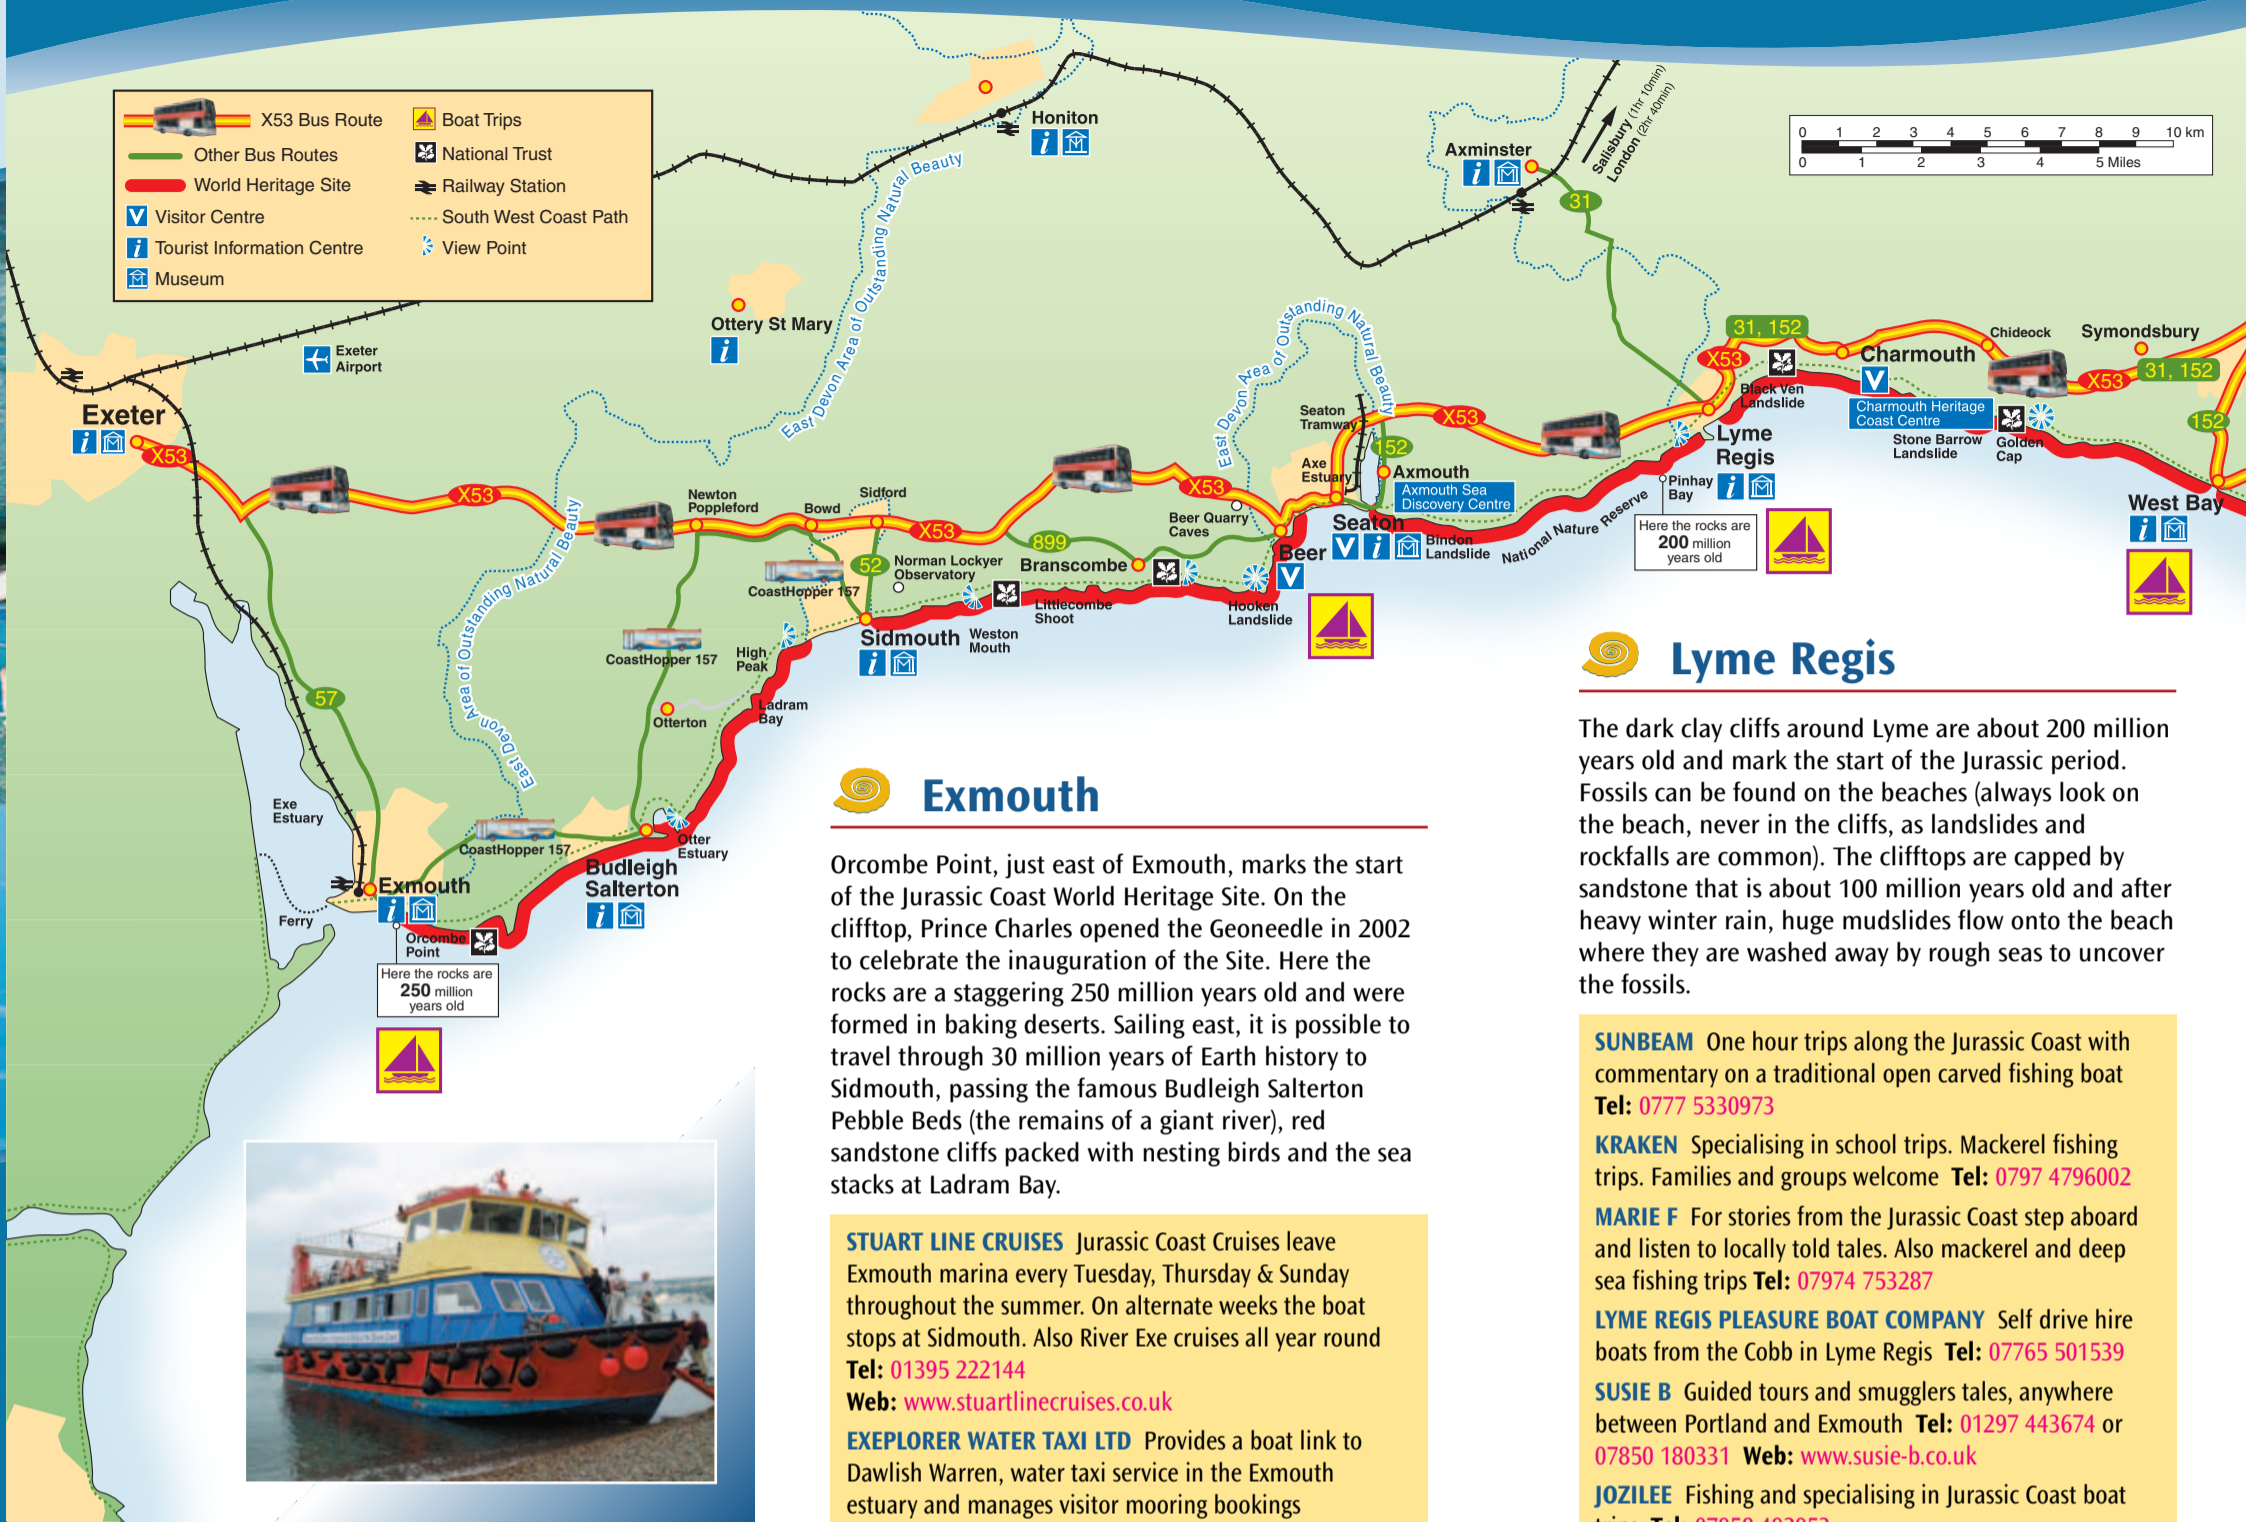 X53 Bus Route
Other Bus Routes
World Heritage Site
V Visitor Centre
i Tourist Information Centre
M Museum
Boat Trips
National Trust
Railway Station
South West Coast Path
View Point
0 1 2 3 4 5 6 7 8 9 10 km
0 1 2 3 4 5 Miles
Honiton
i M
Axminster
i M
Salisbury (1hr 10min)
London (2hr 40min)
31
East Devon Area of Outstanding Natural Beauty
Ottery St Mary
i
Exeter
Airport
Exeter
i M
X53
X53
East Devon Area of Outstanding Natural Beauty
Newton
Poppleford
Bowd
Sidford
X53
52
Norman Lockyer
Observatory
CoastHopper 157
CoastHopper 157
899
Branscombe
X53
Beer Quarry
Caves
East Devon Area of Outstanding Natural Beauty
Seaton
Tramway
Axe
Estuary
152
X53
Axmouth
Axmouth Sea
Discovery Centre
Seaton
V i M
Bindon
Landslide
National Nature Reserve
Beer
V
Hooken
Landslide
Littlecombe
Shoot
Weston
Mouth
Sidmouth
i M
High
Peak
Ladram
Bay
Otterton
Otter
Estuary
Budleigh
Salterton
i M
CoastHopper 157
57
Exe
Estuary
Ferry
Exmouth
i M
Orcombe
Point
Here the rocks are
250 million
years old
X53
31, 152
Black Ven
Landslide
Charmouth
V
Charmouth Heritage
Coast Centre
Stone Barrow
Landslide
Golden
Cap
Chideock
Symondsbury
X53
31, 152
152
West Bay
i M
Lyme
Regis
i M
Pinhay
Bay
Here the rocks are
200 million
years old
Exmouth
Orcombe Point, just east of Exmouth, marks the start
of the Jurassic Coast World Heritage Site. On the
clifftop, Prince Charles opened the Geoneedle in 2002
to celebrate the inauguration of the Site. Here the
rocks are a staggering 250 million years old and were
formed in baking deserts. Sailing east, it is possible to
travel through 30 million years of Earth history to
Sidmouth, passing the famous Budleigh Salterton
Pebble Beds (the remains of a giant river), red
sandstone cliffs packed with nesting birds and the sea
stacks at Ladram Bay.
STUART LINE CRUISES Jurassic Coast Cruises leave
Exmouth marina every Tuesday, Thursday & Sunday
throughout the summer. On alternate weeks the boat
stops at Sidmouth. Also River Exe cruises all year round
Tel: 01395 222144
Web: www.stuartlinecruises.co.uk
EXEPLORER WATER TAXI LTD Provides a boat link to
Dawlish Warren, water taxi service in the Exmouth
estuary and manages visitor mooring bookings
Lyme Regis
The dark clay cliffs around Lyme are about 200 million
years old and mark the start of the Jurassic period.
Fossils can be found on the beaches (always look on
the beach, never in the cliffs, as landslides and
rockfalls are common). The clifftops are capped by
sandstone that is about 100 million years old and after
heavy winter rain, huge mudslides flow onto the beach
where they are washed away by rough seas to uncover
the fossils.
SUNBEAM One hour trips along the Jurassic Coast with
commentary on a traditional open carved fishing boat
Tel: 0777 5330973
KRAKEN Specialising in school trips. Mackerel fishing
trips. Families and groups welcome Tel: 0797 4796002
MARIE F For stories from the Jurassic Coast step aboard
and listen to locally told tales. Also mackerel and deep
sea fishing trips Tel: 07974 753287
LYME REGIS PLEASURE BOAT COMPANY Self drive hire
boats from the Cobb in Lyme Regis Tel: 07765 501539
SUSIE B Guided tours and smugglers tales, anywhere
between Portland and Exmouth Tel: 01297 443674 or
07850 180331 Web: www.susie-b.co.uk
JOZILEE Fishing and specialising in Jurassic Coast boat